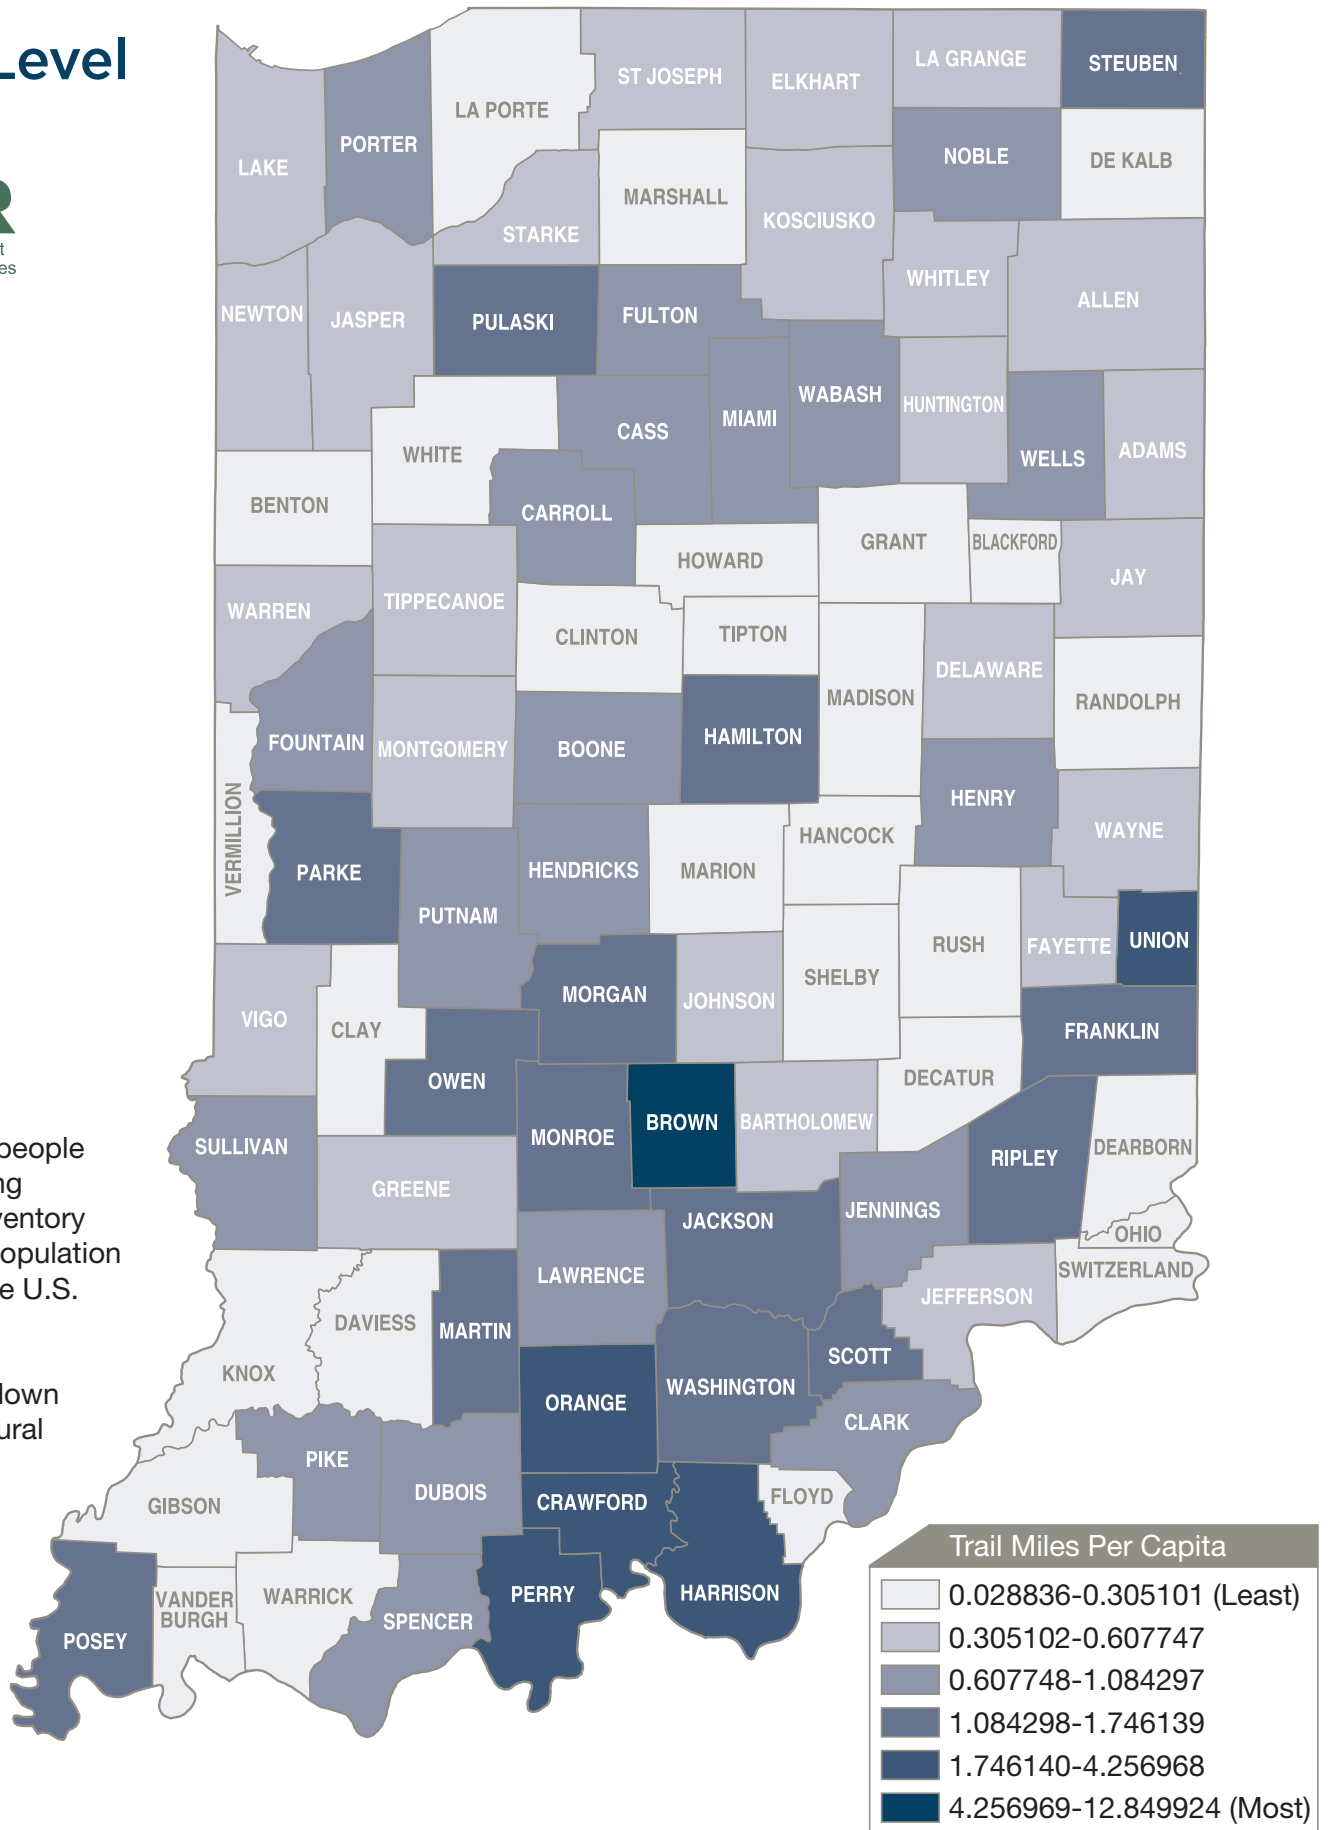 Level
R
t
es
LA PORTE
ST JOSEPH
ELKHART
LA GRANGE
STEUBEN
LAKE
PORTER
NOBLE
DE KALB
MARSHALL
STARKE
KOSCIUSKO
WHITLEY
ALLEN
NEWTON
JASPER
PULASKI
FULTON
WHITE
CASS
MIAMI
WABASH
HUNTINGTON
WELLS
ADAMS
BENTON
CARROLL
HOWARD
GRANT
BLACKFORD
JAY
WARREN
TIPPECANOE
CLINTON
TIPTON
MADISON
DELAWARE
RANDOLPH
FOUNTAIN
MONTGOMERY
BOONE
HAMILTON
HENRY
WAYNE
VERMILLION
PARKE
PUTNAM
HENDRICKS
MARION
HANCOCK
RUSH
FAYETTE
UNION
VIGO
CLAY
OWEN
MORGAN
JOHNSON
SHELBY
FRANKLIN
DECATUR
SULLIVAN
GREENE
MONROE
BROWN
BARTHOLOMEW
RIPLEY
DEARBORN
people
ng
ventory
opulation
e U.S.
JACKSON
JENNINGS
OHIO
SWITZERLAND
LAWRENCE
JEFFERSON
KNOX
DAVIESS
MARTIN
ORANGE
WASHINGTON
SCOTT
CLARK
lown
ural
GIBSON
PIKE
DUBOIS
CRAWFORD
FLOYD
POSEY
VANDER
BURGH
WARRICK
SPENCER
PERRY
HARRISON
Trail Miles Per Capita
0.028836-0.305101 (Least)
0.305102-0.607747
0.607748-1.084297
1.084298-1.746139
1.746140-4.256968
4.256969-12.849924 (Most)